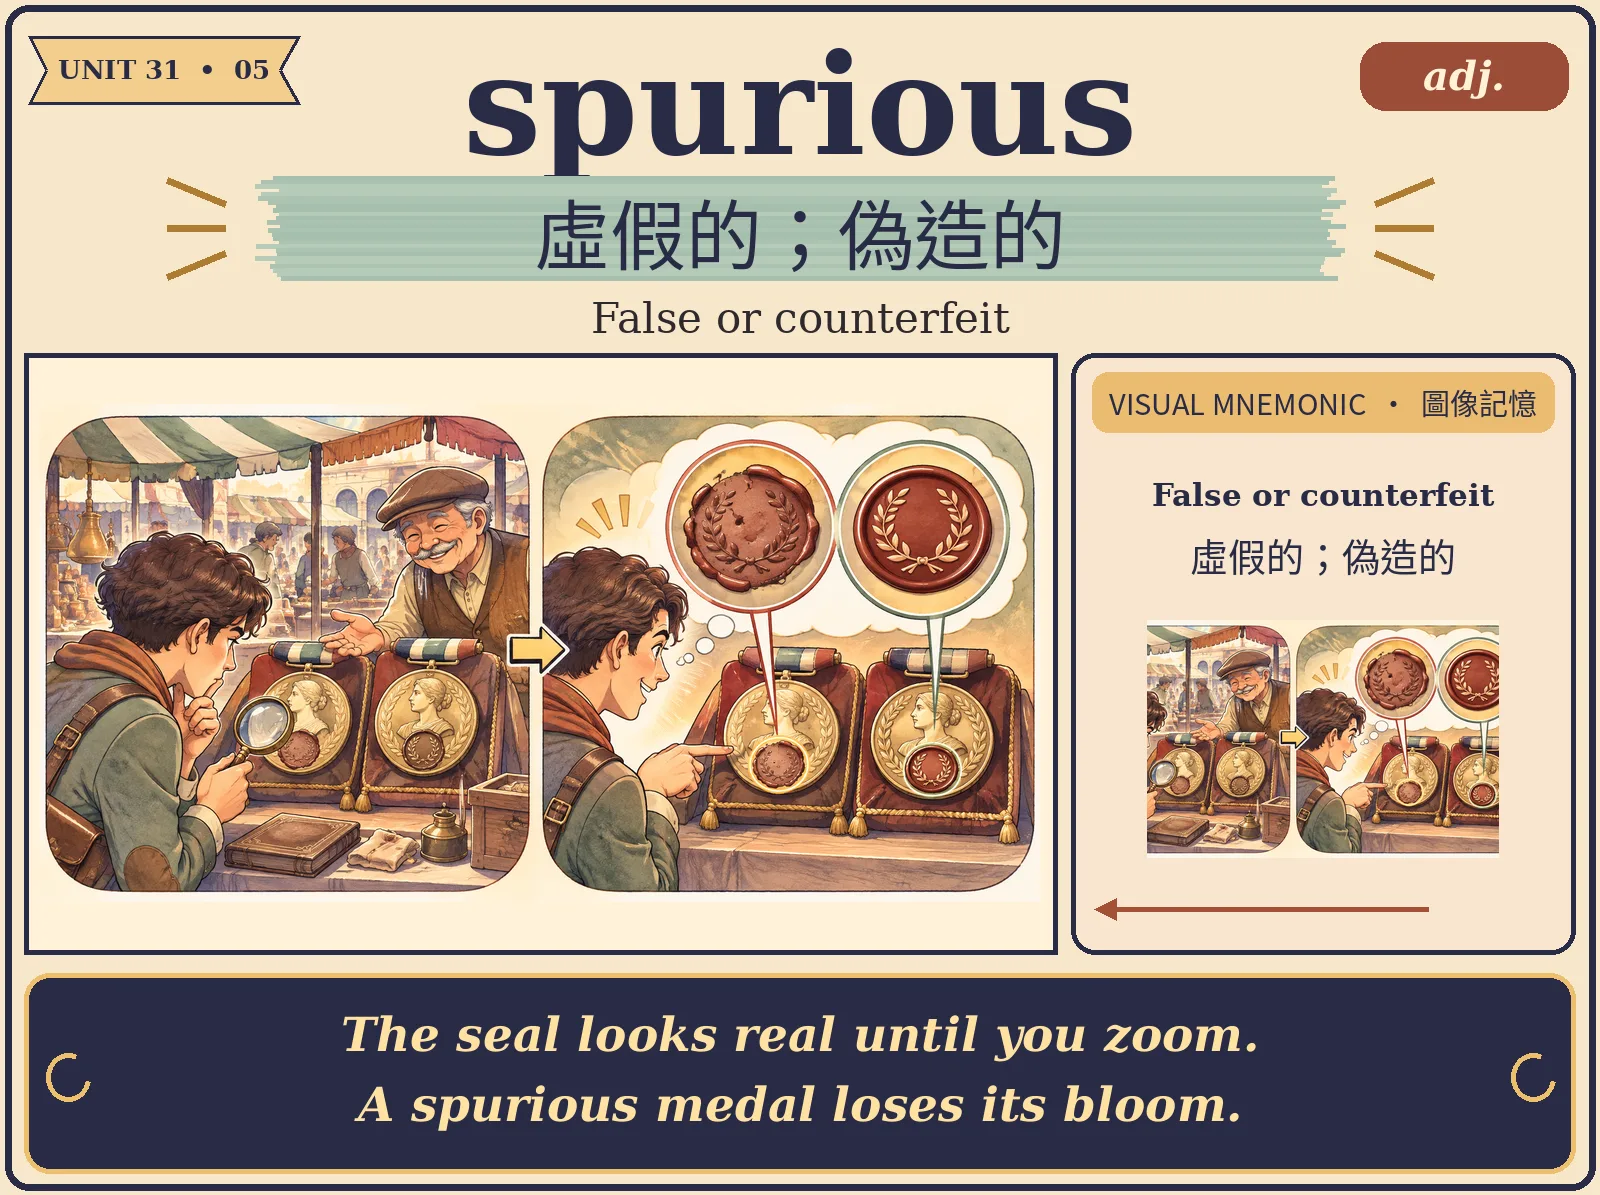 UNIT 31 • 05
spurious
adj.
虛假的；偽造的
False or counterfeit
VISUAL MNEMONIC · 圖像記憶
False or counterfeit
虛假的；偽造的
The seal looks real until you zoom.
A spurious medal loses its bloom.